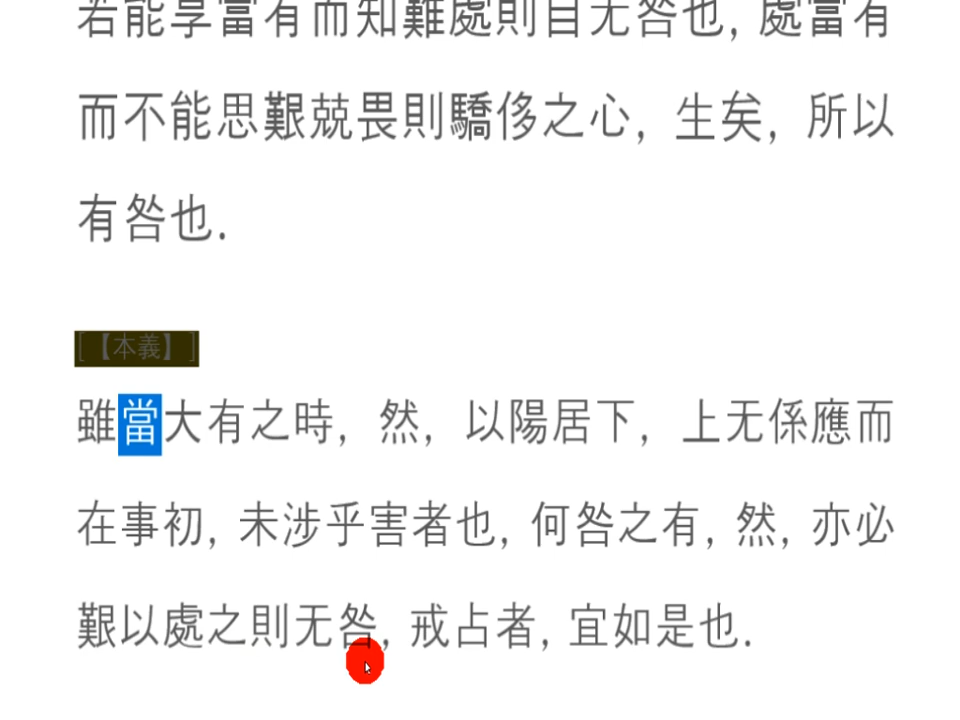 若能享富有而知難處則自无咎也, 處富有
而不能思艱兢畏則驕侈之心, 生矣, 所以
有咎也.
[【本義】]
雖當大有之時, 然, 以陽居下, 上无係應而
在事初, 未涉乎害者也, 何咎之有, 然, 亦必
艱以處之則无咎, 戒占者, 宜如是也.